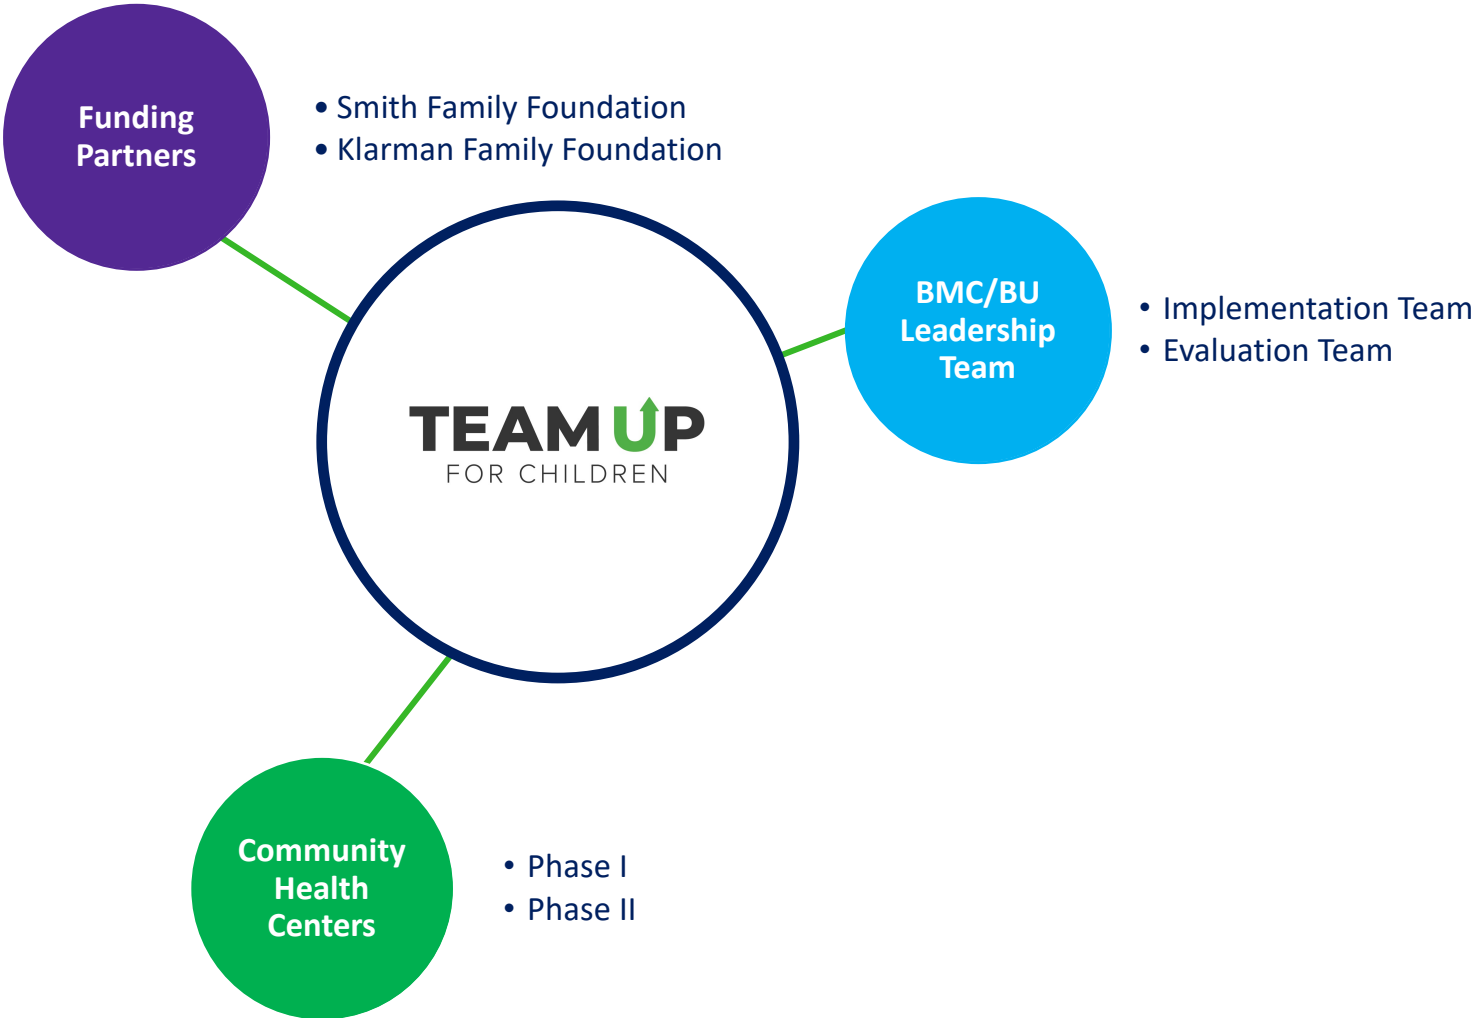 Funding
Partners
• Smith Family Foundation
• Klarman Family Foundation
BMC/BU
Leadership
Team
• Implementation Team
• Evaluation Team
TEAM UP
FOR CHILDREN
Community
Health
Centers
• Phase I
• Phase II